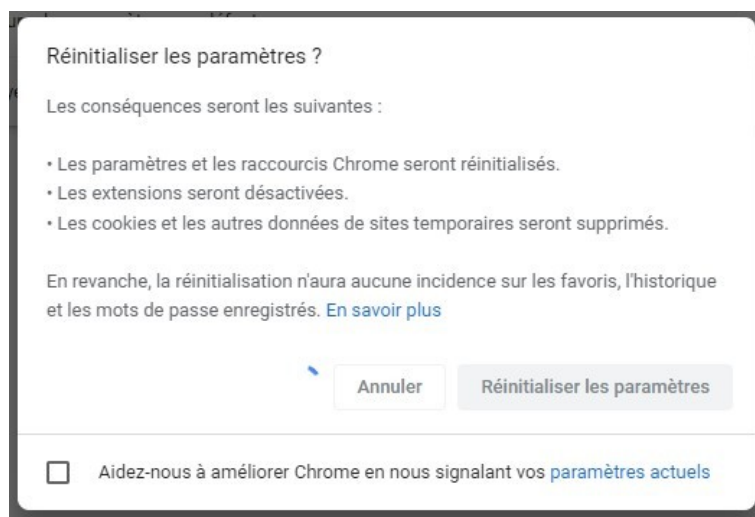 Réinitialiser les paramètres ?
Les conséquences seront les suivantes :
• Les paramètres et les raccourcis Chrome seront réinitialisés.
• Les extensions seront désactivées.
• Les cookies et les autres données de sites temporaires seront supprimés.
En revanche, la réinitialisation n'aura aucune incidence sur les favoris, l'historique
et les mots de passe enregistrés. En savoir plus
Annuler Réinitialiser les paramètres
Aidez-nous à améliorer Chrome en nous signalant vos paramètres actuels